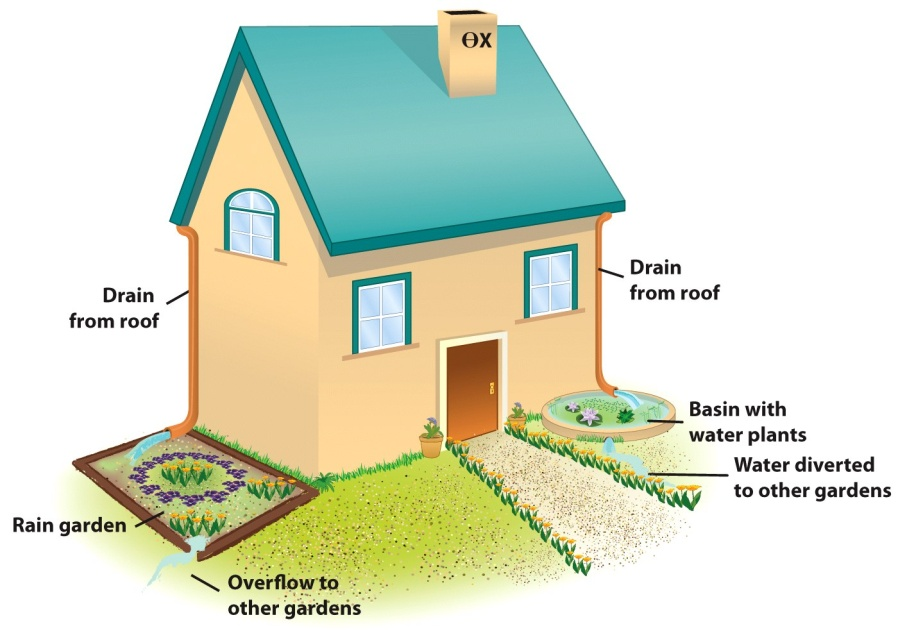 ΘX
Drain
from roof
Drain
from roof
Basin with
water plants
Water diverted
to other gardens
Rain garden
Overflow to
other gardens